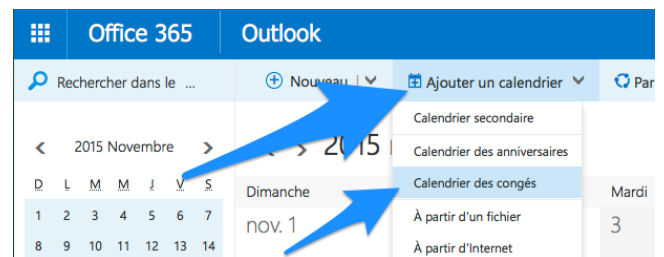 Office 365 Outlook
Rechercher dans le ... Nouveau Ajouter un calendrier Par
Calendrier secondaire
2015 Novembre 2015 Calendrier des anniversaires
D L M M J V S Dimanche Calendrier des congés Mardi
1 2 3 4 5 6 7 nov. 1 À partir d'un fichier 3
8 9 10 11 12 13 14 À partir d'Internet